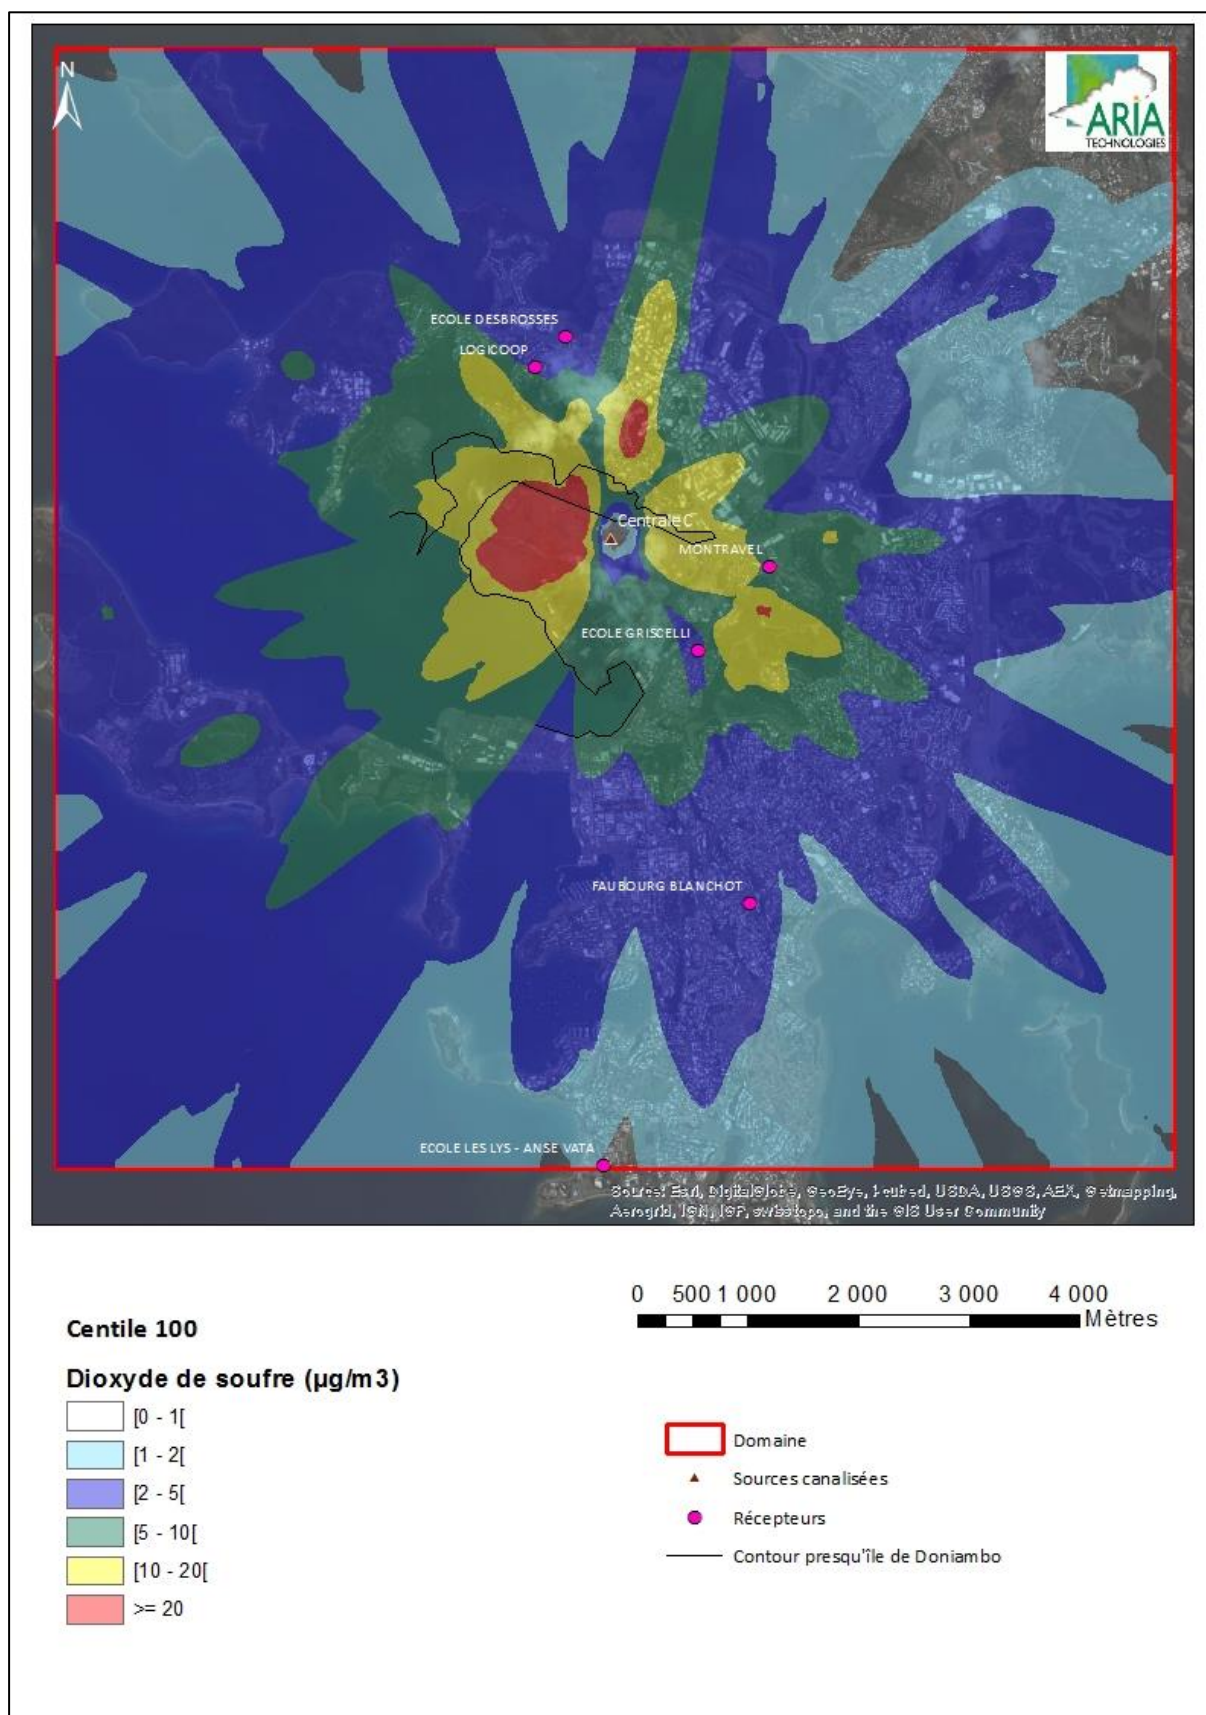 N
ARIA
TECHNOLOGIES
ECOLE DESBROSSES
LOGICOOP
Centrale C
MONTRAVEL
ECOLE GRISCELLI
FAUBOURG BLANCHOT
ECOLE LES LYS - ANSE VATA
Source: Esri, DigitalGlobe, GeoEye, i-cubed, USDA, USGS, AEX, Getmapping,
Aerogrid, IGN, IGP, swisstopo, and the GIS User Community
0 500 1 000 2 000 3 000 4 000
Mètres
Centile 100
Dioxyde de soufre (µg/m3)
[0 - 1[
[1 - 2[
[2 - 5[
[5 - 10[
[10 - 20[
>= 20
Domaine
Sources canalisées
Récepteurs
Contour presqu'île de Doniambo